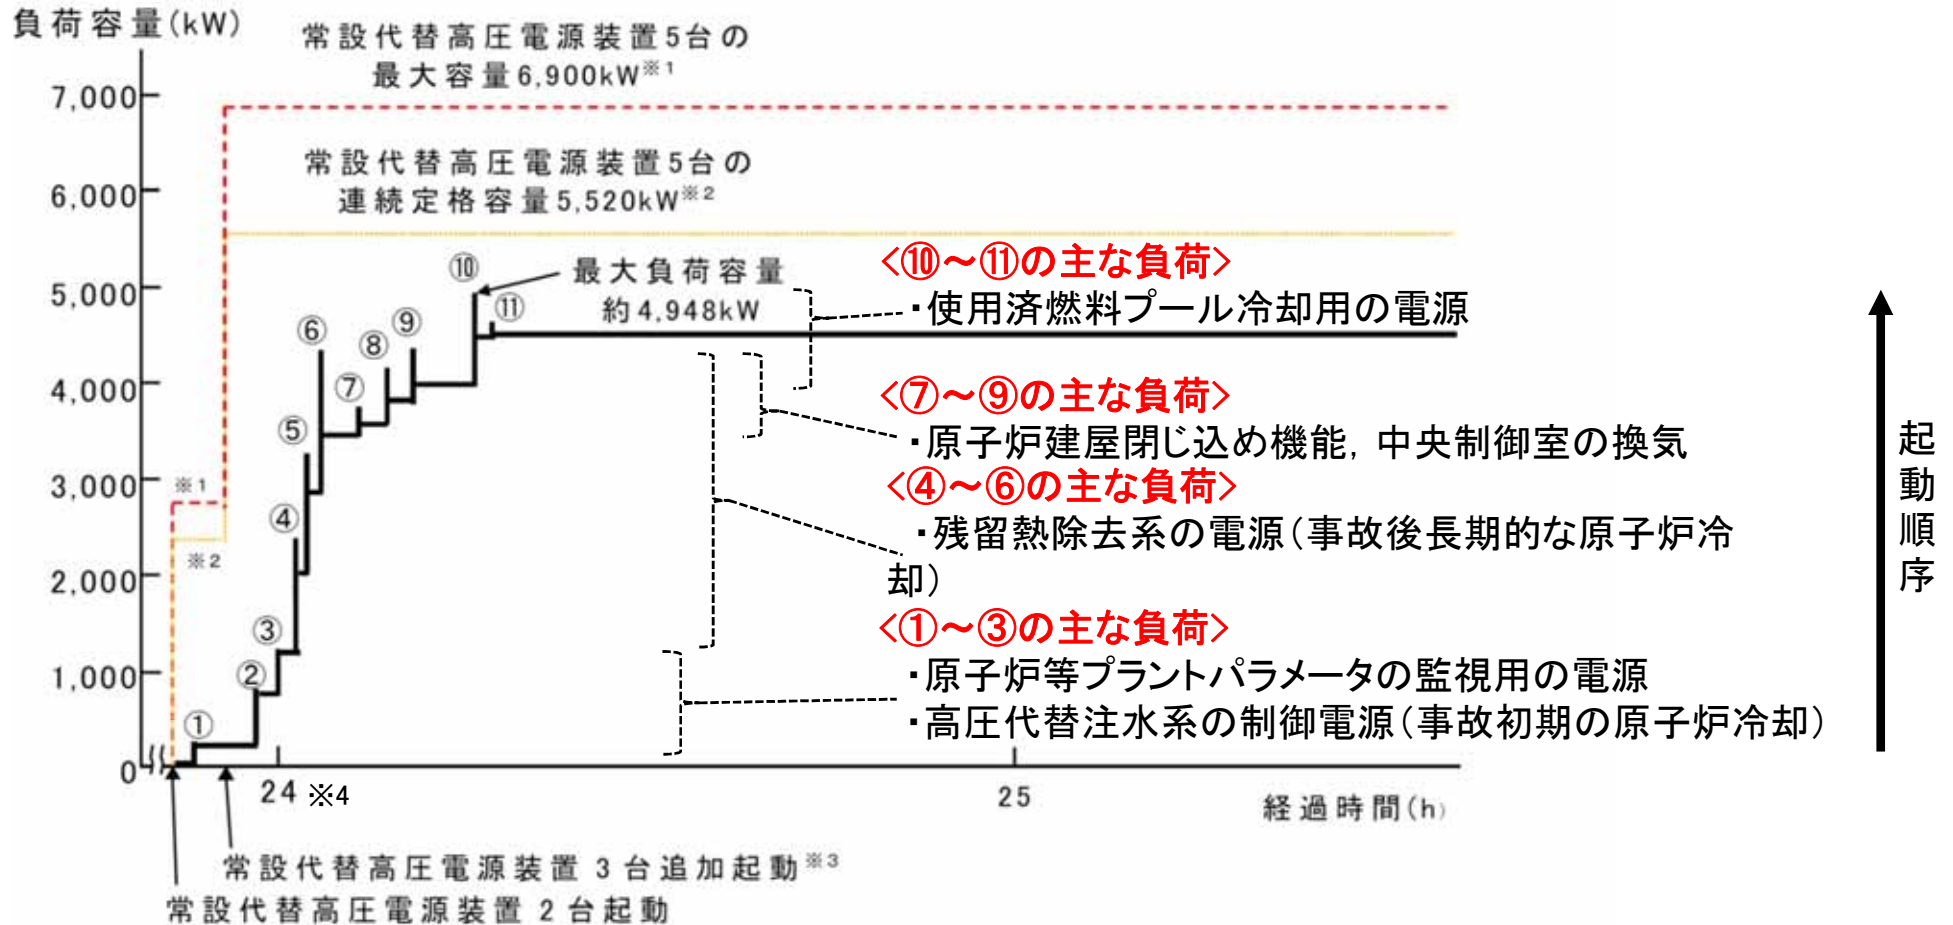 負荷容量(kW)
常設代替高圧電源装置5台の
最大容量6,900kW※1
7,000
常設代替高圧電源装置5台の
連続定格容量5,520kW※2
6,000
<⑩~⑪の主な負荷>
・使用済燃料プール冷却用の電源
⑩
最大負荷容量
約4,948kW
5,000
⑪
⑨
⑥
⑧
4,000
⑦
<⑦~⑨の主な負荷>
・原子炉建屋閉じ込め機能，中央制御室の換気
⑤
<④~⑥の主な負荷>
・残留熱除去系の電源(事故後長期的な原子炉冷
却)
3,000
※1
④
※2
2,000
<①~③の主な負荷>
・原子炉等プラントパラメータの監視用の電源
・高圧代替注水系の制御電源(事故初期の原子炉冷却)
③
②
1,000
①
0
24 ※4
25
経過時間(h)
常設代替高圧電源装置 3 台追加起動※3
常設代替高圧電源装置 2 台起動
起動順序